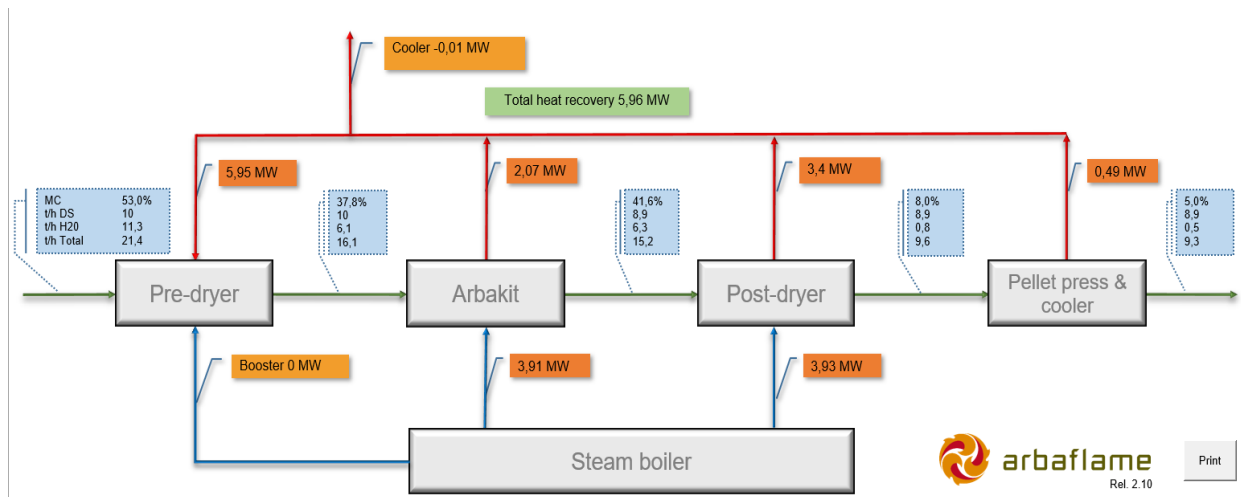 Cooler -0,01 MW
Total heat recovery 5,96 MW
5,95 MW
2,07 MW
3,4 MW
0,49 MW
MC 53,0%
t/h DS 10
t/h H20 11,3
t/h Total 21,4
37,8%
10
6,1
16,1
41,6%
8,9
6,3
15,2
8,0%
8,9
0,8
9,6
5,0%
8,9
0,5
9,3
Pre-dryer
Arbakit
Post-dryer
Pellet press &
cooler
Booster 0 MW
3,91 MW
3,93 MW
Steam boiler
arbaflame
Rel. 2.10
Print